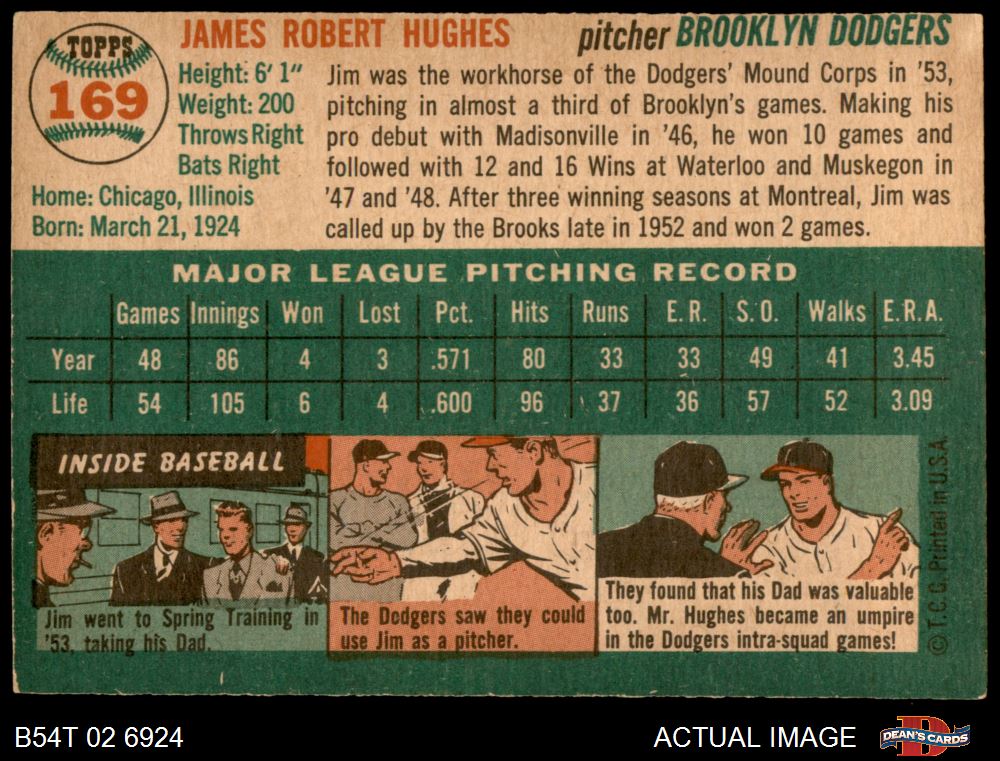 TOPPS
169
JAMES ROBERT HUGHES
pitcher BROOKLYN DODGERS
Height: 6' 1"
Weight: 200
Throws Right
Bats Right
Home: Chicago, Illinois
Born: March 21, 1924
Jim was the workhorse of the Dodgers' Mound Corps in '53,
pitching in almost a third of Brooklyn's games. Making his
pro debut with Madisonville in '46, he won 10 games and
followed with 12 and 16 Wins at Waterloo and Muskegon in
'47 and '48. After three winning seasons at Montreal, Jim was
called up by the Brooks late in 1952 and won 2 games.
MAJOR LEAGUE PITCHING RECORD
Games Innings Won Lost Pct. Hits Runs E.R. S.O. Walks E.R.A.
Year 48 86 4 3 .571 80 33 33 49 41 3.45
Life 54 105 6 4 .600 96 37 36 57 52 3.09
INSIDE BASEBALL
Jim went to Spring Training in
'53, taking his Dad.
The Dodgers saw they could
use Jim as a pitcher.
They found that his Dad was valuable
too. Mr. Hughes became an umpire
in the Dodgers intra-squad games!
© T.C.G. Printed in U.S.A.
B54T 02 6924
ACTUAL IMAGE
D
DEAN'S CARDS